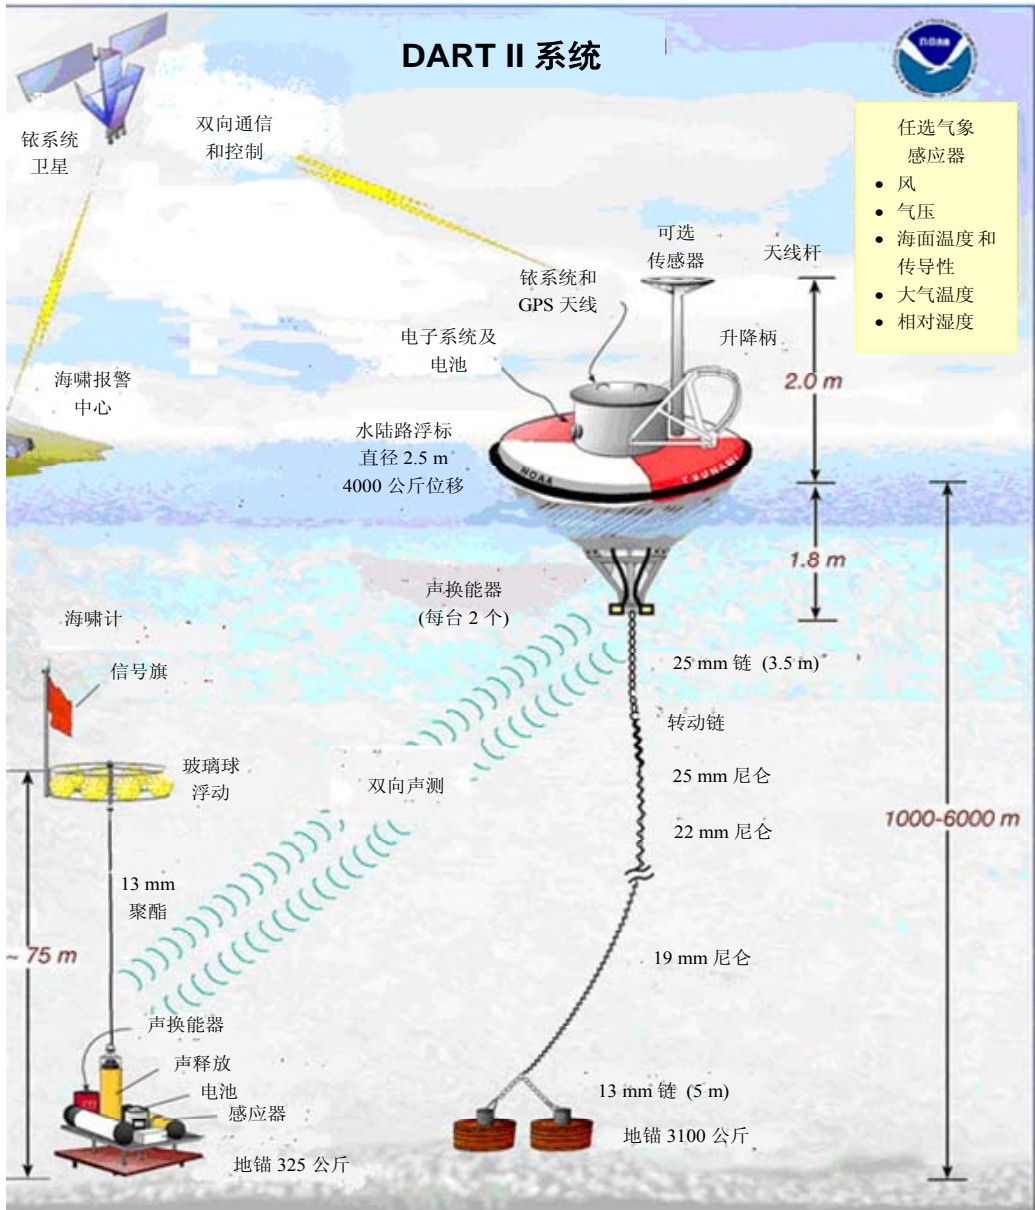 DART II 系统
noaa
铱系统
卫星
双向通信
和控制
任选气象
感应器
• 风
• 气压
• 海面温度和
传导性
• 大气温度
• 相对湿度
可选
传感器
天线杆
铱系统和
GPS 天线
电子系统及
电池
升降柄
2.0 m
海啸报警
中心
水陆路浮标
直径 2.5 m
4000 公斤位移
NOAA
TSUNAMI
1.8 m
声换能器
(每台 2 个)
海啸计
信号旗
25 mm 链 (3.5 m)
转动链
玻璃球
浮动
双向声测
25 mm 尼仑
22 mm 尼仑
1000-6000 m
13 mm
聚酯
~ 75 m
19 mm 尼仑
声换能器
声释放
电池
感应器
13 mm 链 (5 m)
地锚 3100 公斤
地锚 325 公斤